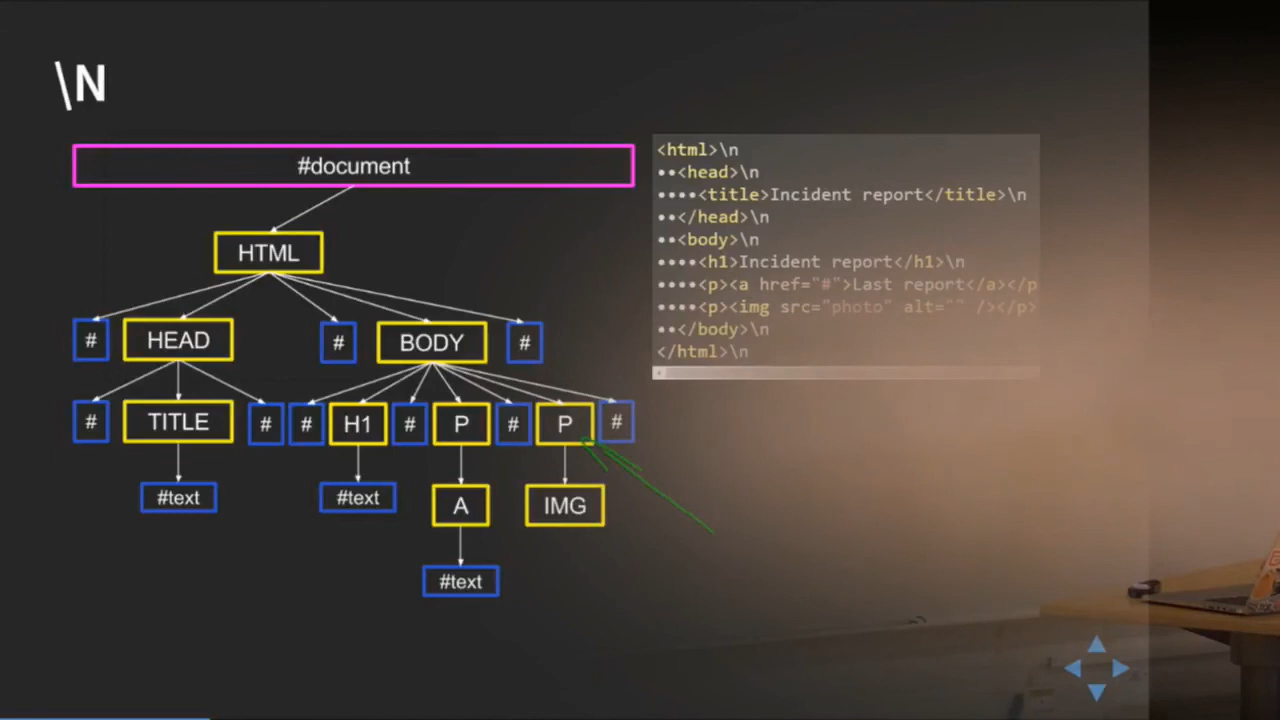 \N
#document
HTML
# HEAD # BODY #
# TITLE # # H1 # P # P #
#text #text A IMG
#text
<html>\n
••<head>\n
••••<title>Incident report</title>\n
••</head>\n
••<body>\n
••••<h1>Incident report</h1>\n
••••<p><a href="#">Last report</a></p
••••<p><img src="photo" alt="" /></p>
••</body>\n
</html>\n